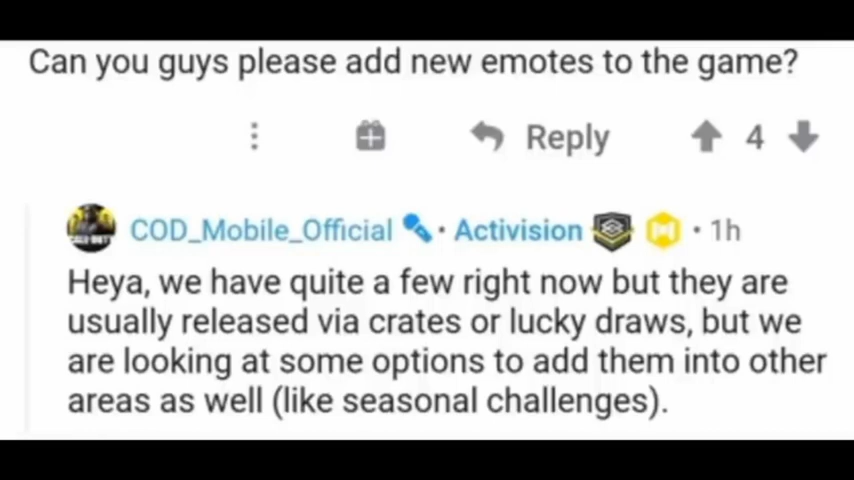 Can you guys please add new emotes to the game?
Reply 4
COD_Mobile_Official · Activision · 1h
Heya, we have quite a few right now but they are
usually released via crates or lucky draws, but we
are looking at some options to add them into other
areas as well (like seasonal challenges).